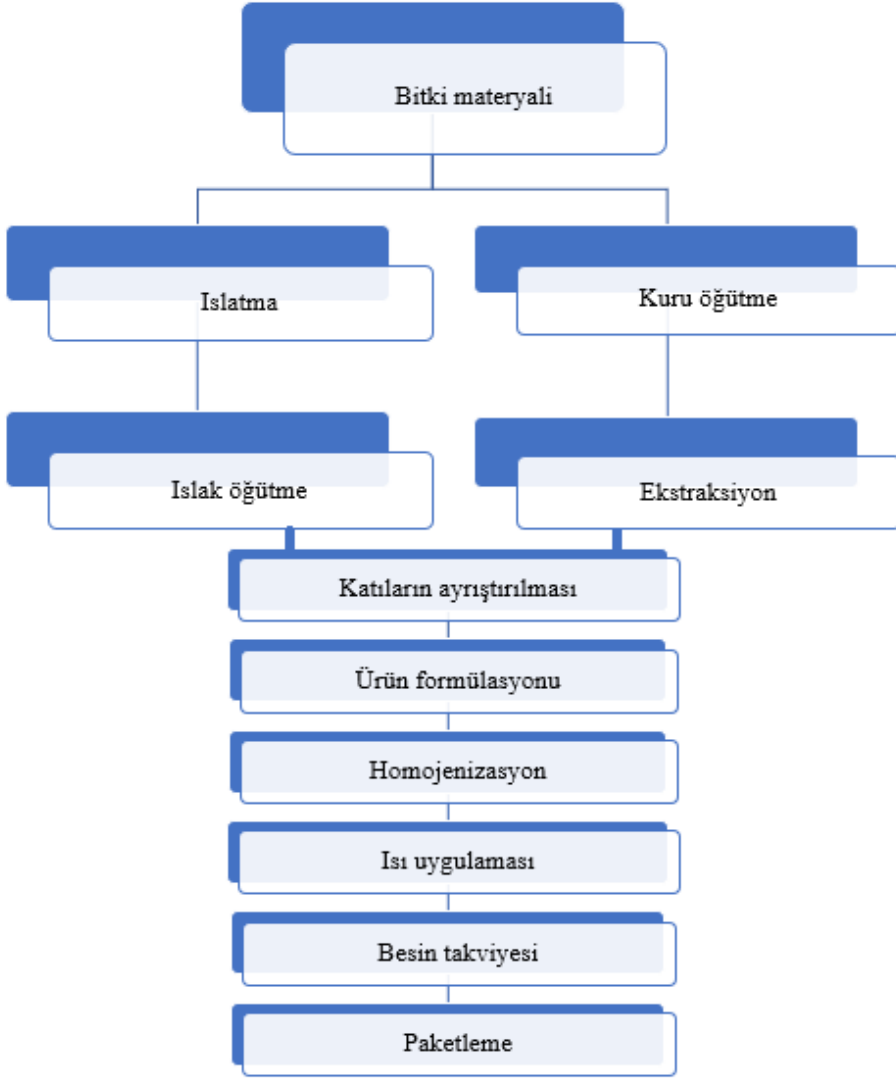 Bitki materyali
Islatma
Kuru öğütme
Islak öğütme
Ekstraksiyon
Katıların ayrıştırılması
Ürün formülasyonu
Homojenizasyon
Isı uygulaması
Besin takviyesi
Paketleme